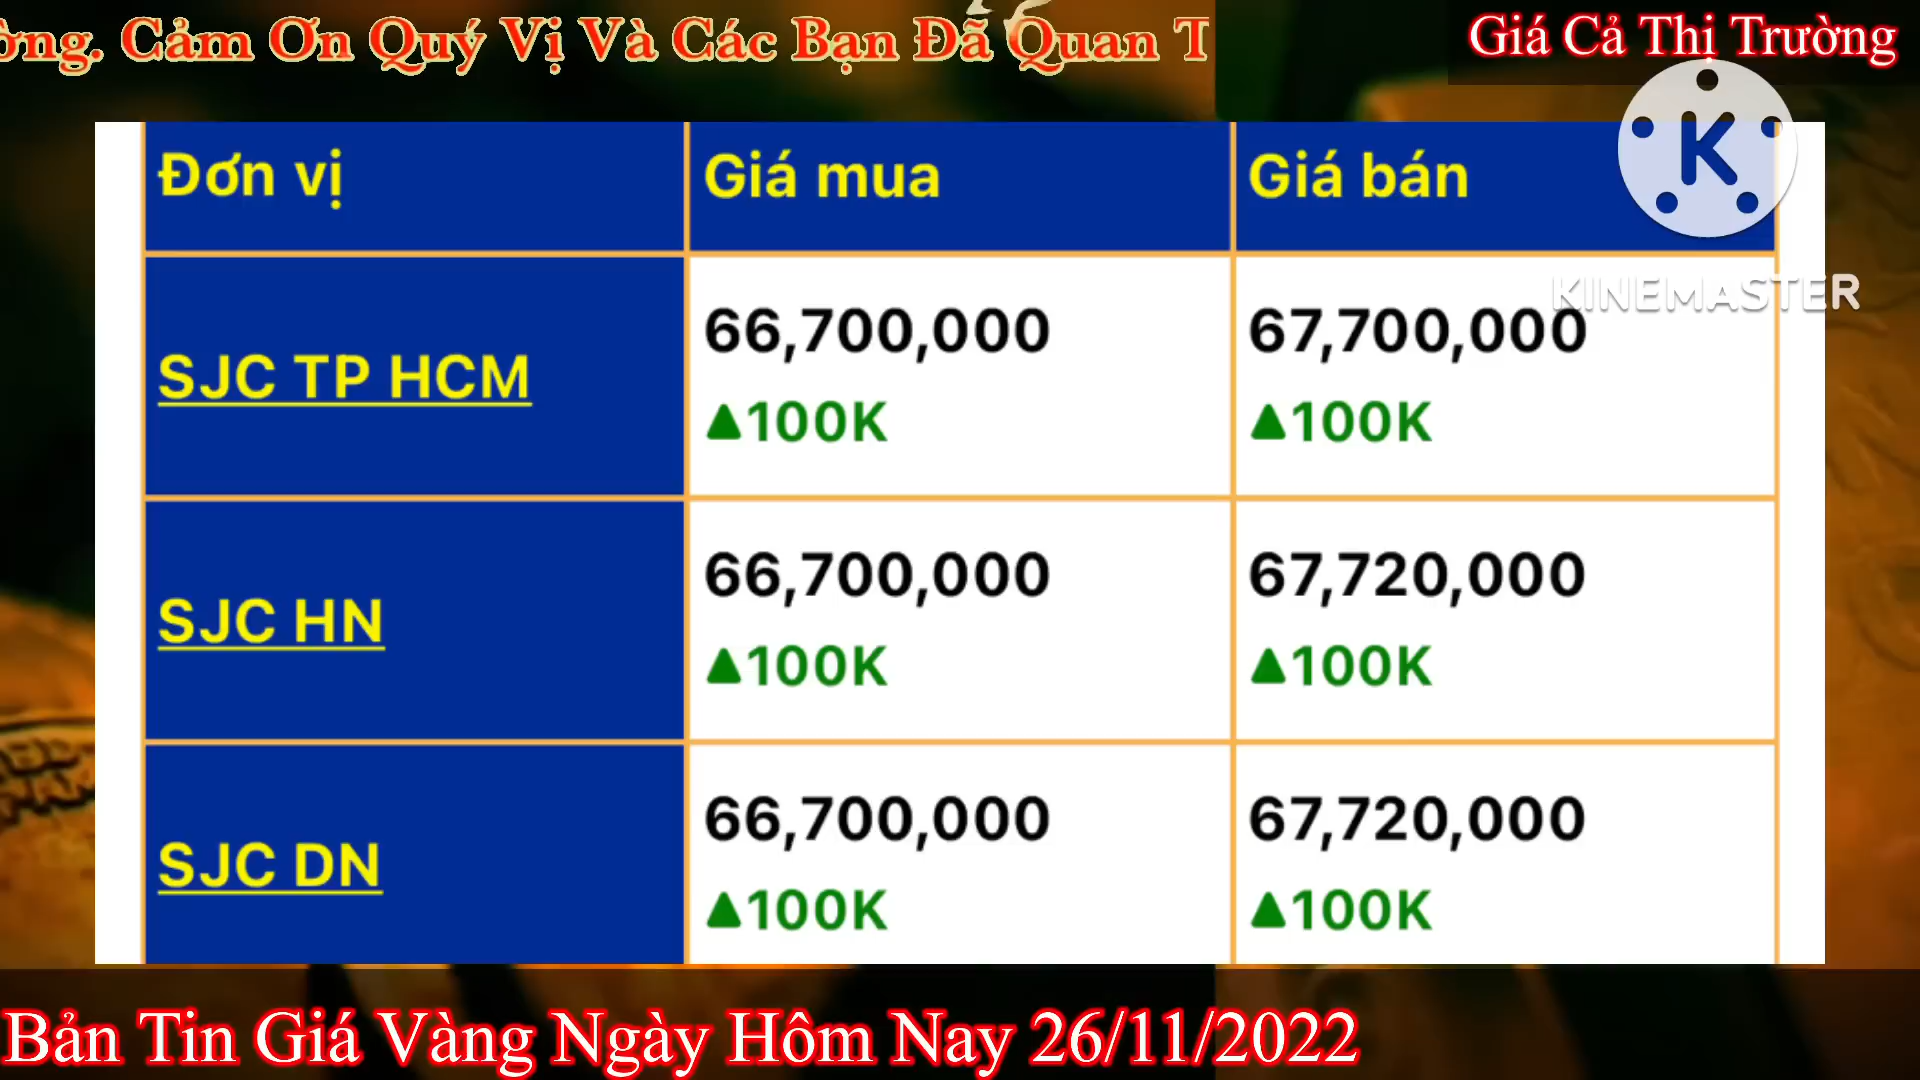 ờng. Cảm Ơn Quý Vị Và Các Bạn Đã Quan T
Giá Cả Thị Trường
K
KINEMASTER
Đơn vị Giá mua Giá bán
SJC TP HCM 66,700,000 67,700,000
▲100K ▲100K
SJC HN 66,700,000 67,720,000
▲100K ▲100K
SJC DN 66,700,000 67,720,000
▲100K ▲100K
Bản Tin Giá Vàng Ngày Hôm Nay 26/11/2022